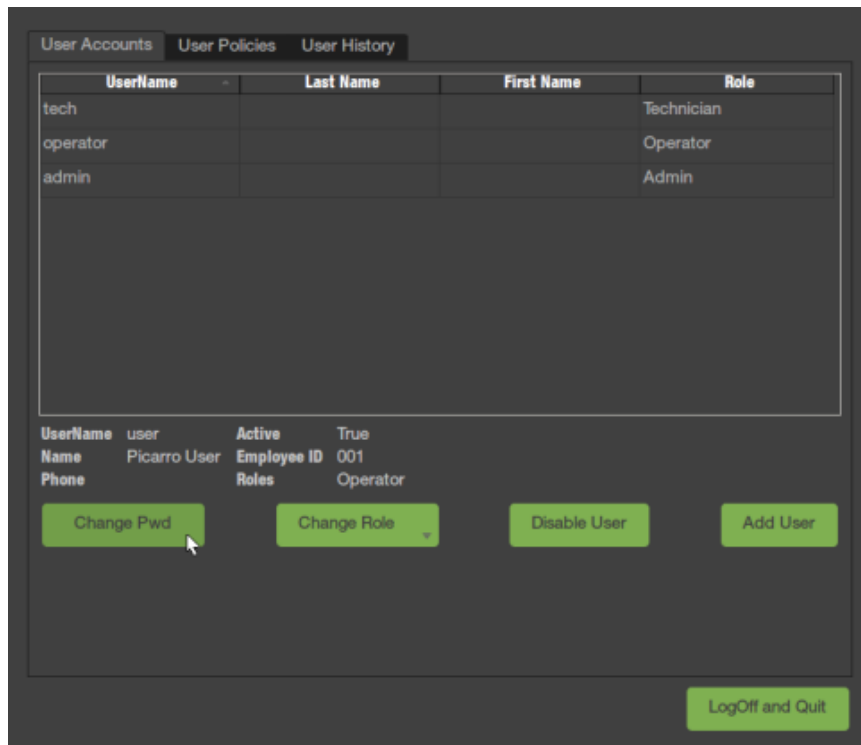 User Accounts User Policies User History
UserName Last Name First Name Role
tech Technician
operator Operator
admin Admin
UserName user Active True
Name Picarro User Employee ID 001
Phone Roles Operator
Change Pwd Change Role Disable User Add User
LogOff and Quit